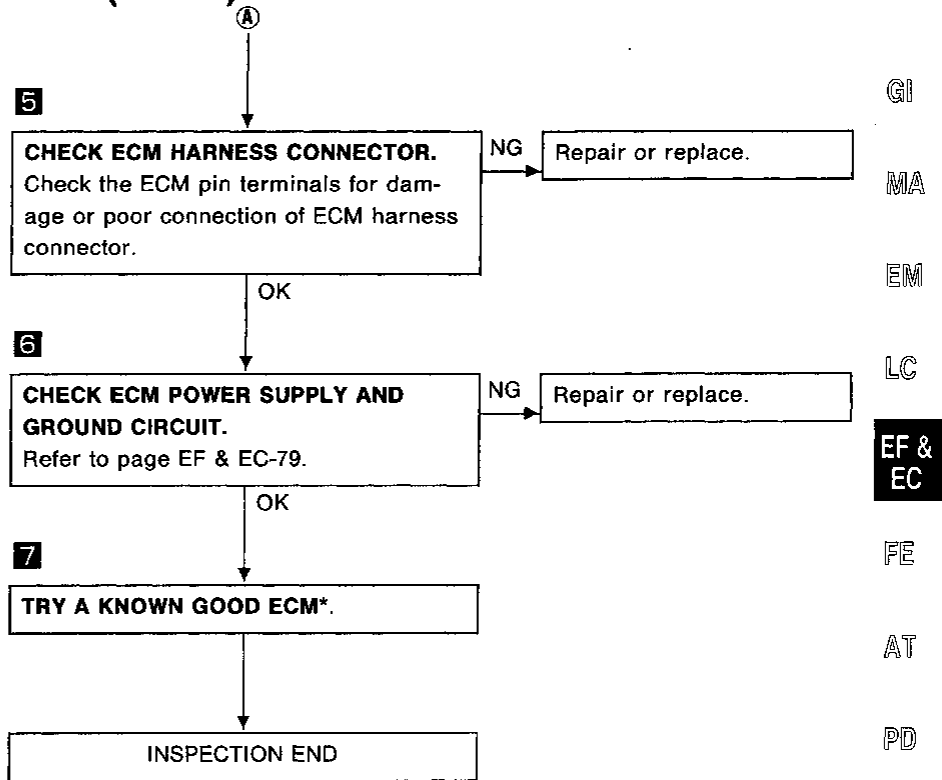 A
5
CHECK ECM HARNESS CONNECTOR.
Check the ECM pin terminals for dam-
age or poor connection of ECM harness
connector.
NG
Repair or replace.
OK
6
CHECK ECM POWER SUPPLY AND
GROUND CIRCUIT.
Refer to page EF & EC-79.
NG
Repair or replace.
OK
7
TRY A KNOWN GOOD ECM*.
INSPECTION END
GI
MA
EM
LC
EF &
EC
FE
AT
PD